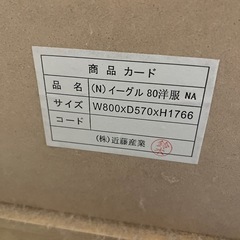 商品カード
品名 (N)イーグル 80洋服 NA
サイズ W800xD570xH1766
コード
(株)近藤産業